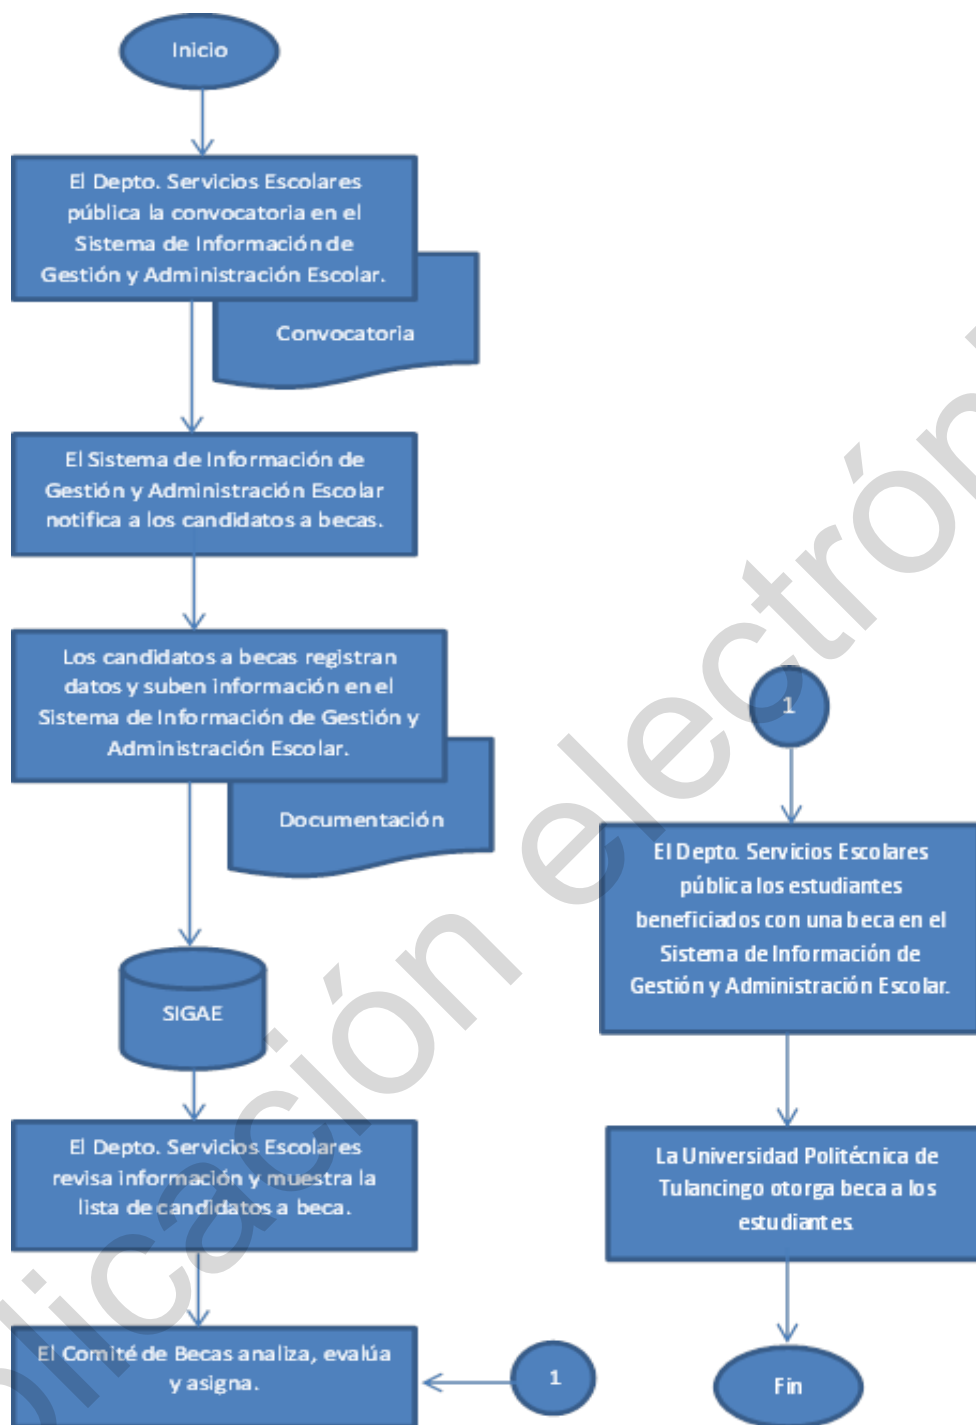 Inicio
El Depto. Servicios Escolares
pública la convocatoria en el
Sistema de Información de
Gestión y Administración Escolar.
Convocatoria
El Sistema de Información de
Gestión y Administración Escolar
notifica a los candidatos a becas.
Los candidatos a becas registran
datos y suben información en el
Sistema de Información de Gestión y
Administración Escolar.
Documentación
SIGAE
El Depto. Servicios Escolares
revisa información y muestra la
lista de candidatos a beca.
El Comité de Becas analiza, evalúa
y asigna.
1
1
El Depto. Servicios Escolares
pública los estudiantes
beneficiados con una beca en el
Sistema de Información de
Gestión y Administración Escolar.
La Universidad Politécnica de
Tulancingo otorga beca a los
estudiantes.
Fin
plicación electrón